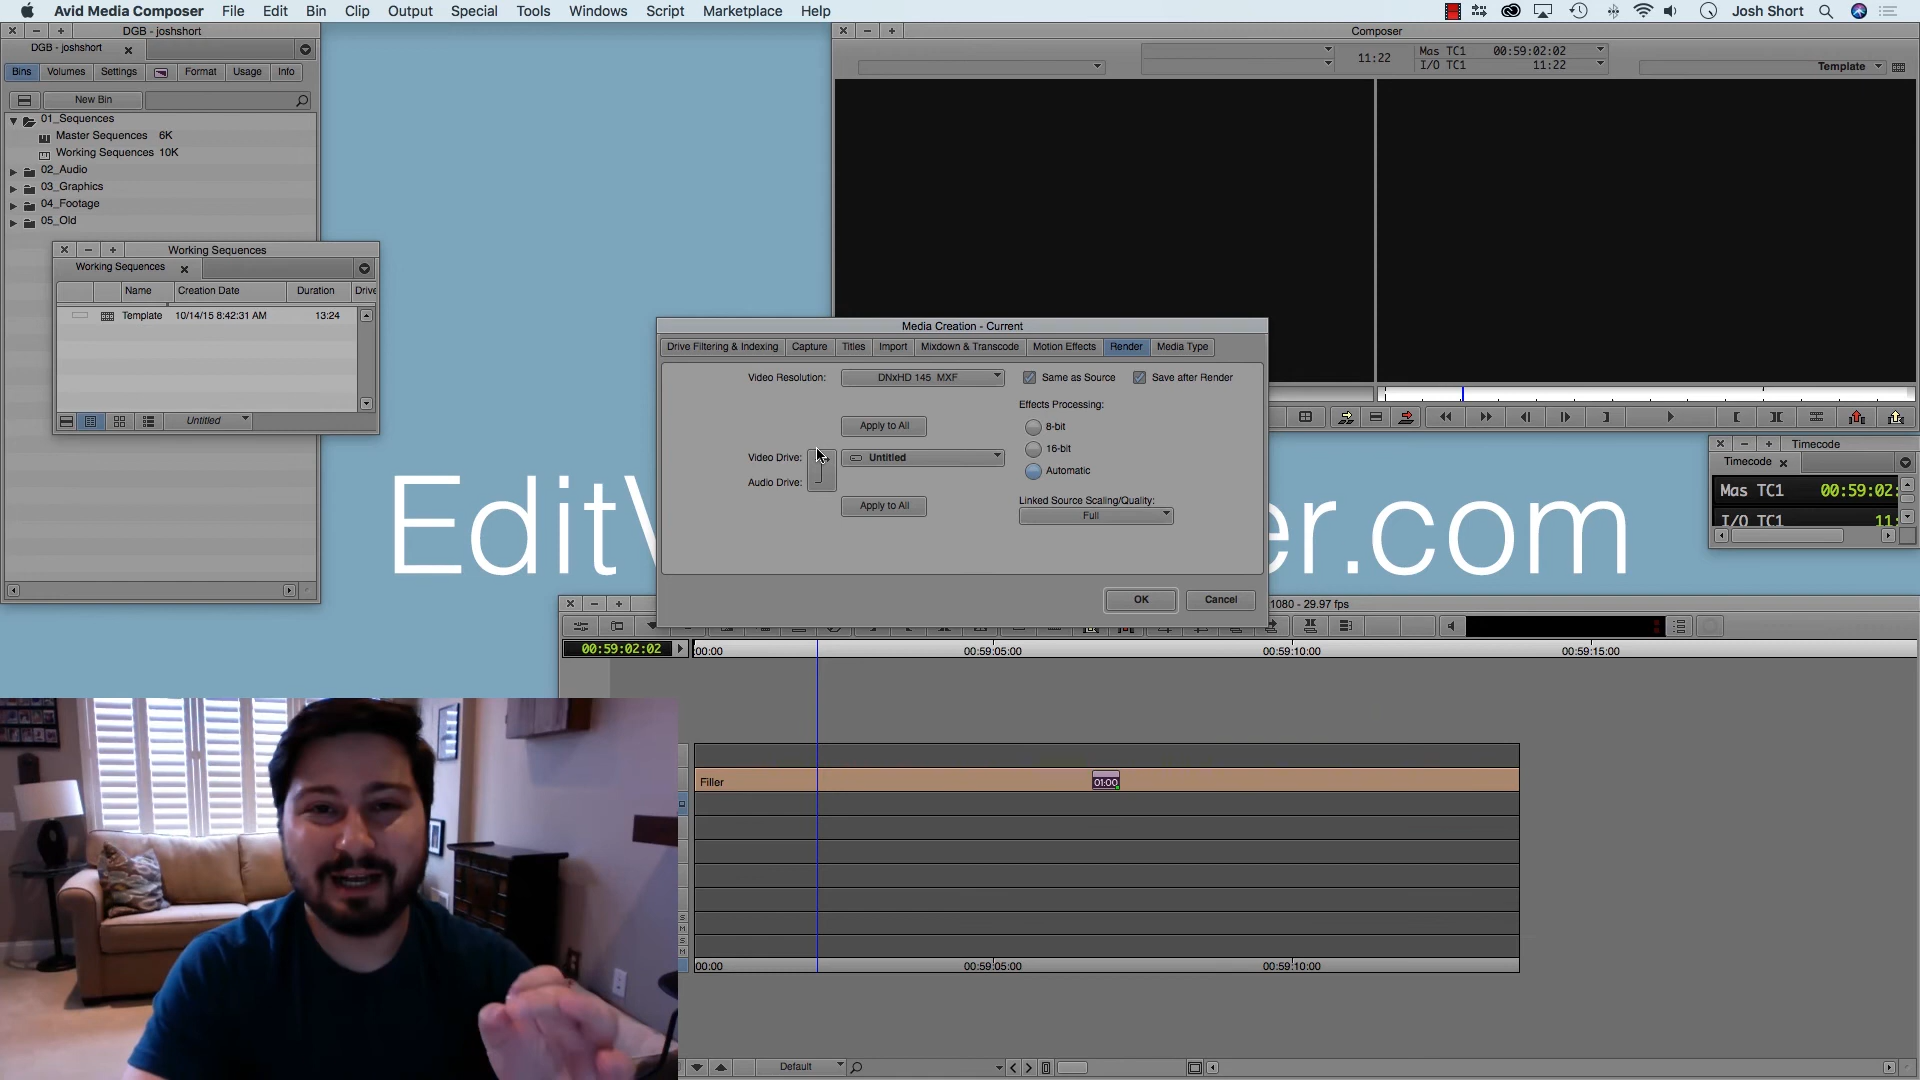 Avid Media Composer File Edit Bin Clip Output Special Tools Windows Script Marketplace Help Josh Short
DGB - joshshort
DGB - joshshort
Bins Volumes Settings Format Usage Info
New Bin
01_Sequences
Master Sequences 6K
Working Sequences 10K
02_Audio
03_Graphics
04_Footage
05_Old
Working Sequences
Working Sequences
Name Creation Date Duration Drive
Template 10/14/15 8:42:31 AM 13:24
Untitled
Composer
11:22
Mas TC1 00:59:02:02
I/O TC1 11:22
Template
Media Creation - Current
Drive Filtering & Indexing Capture Titles Import Mixdown & Transcode Motion Effects Render Media Type
Video Resolution: DNxHD 145 MXF Same as Source Save after Render
Effects Processing:
Apply to All 8-bit
16-bit
Video Drive: Untitled
Automatic
Audio Drive:
Apply to All
Linked Source Scaling/Quality:
Full
OK Cancel
Timecode
Timecode
Mas TC1 00:59:02:
I/O TC1 11:
Edit
er.com
1080 - 29.97 fps
00:59:02:02
:00:00 00:59:05:00 00:59:10:00 00:59:15:00
Filler 01:00
S
M
S
M
00:00 00:59:05:00 00:59:10:00
Default